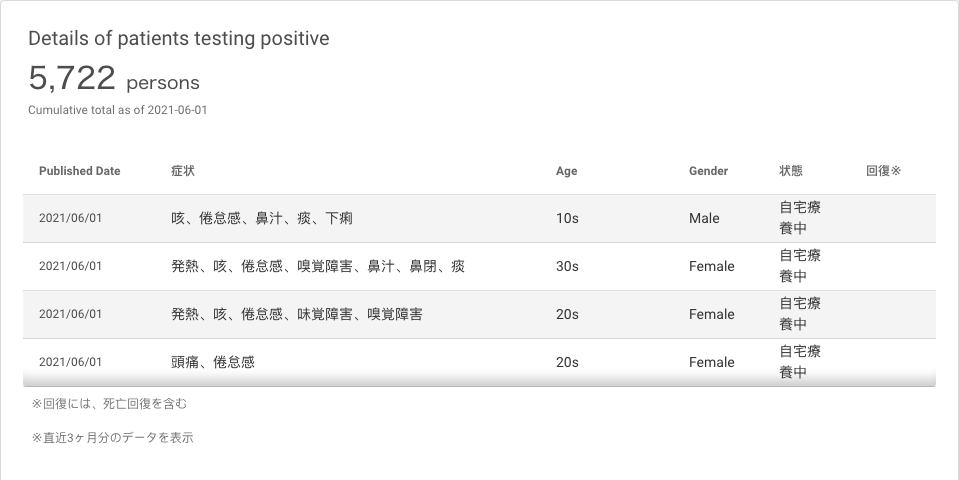 Details of patients testing positive
5,722 persons
Cumulative total as of 2021-06-01
Published Date 症状 Age Gender 状態 回復※
2021/06/01 咳、倦怠感、鼻汁、痰、下痢 10s Male 自宅療
養中
2021/06/01 発熱、咳、倦怠感、嗅覚障害、鼻汁、鼻閉、痰 30s Female 自宅療
養中
2021/06/01 発熱、咳、倦怠感、味覚障害、嗅覚障害 20s Female 自宅療
養中
2021/06/01 頭痛、倦怠感 20s Female 自宅療
養中
※回復には、死亡回復を含む
※直近3ヶ月分のデータを表示